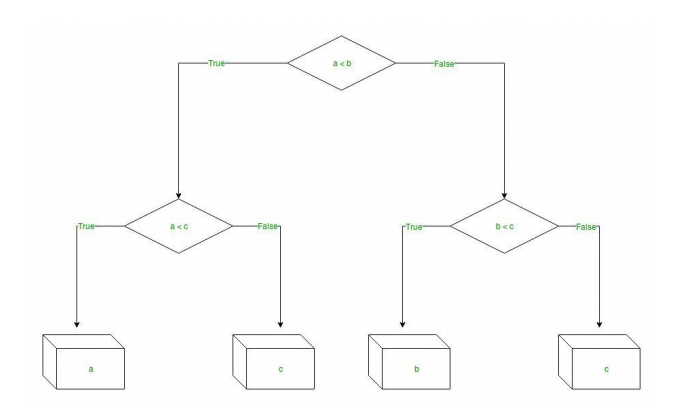 a < b
True
False
a < c
b < c
True
False
True
False
a
c
b
c